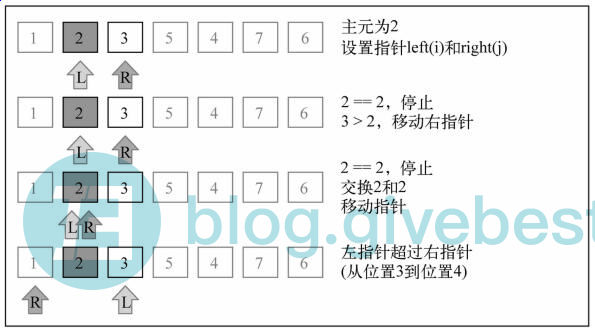 1 2 3 5 4 7 6
主元为2
设置指针left(i)和right(j)
L R
1 2 3 5 4 7 6
2 == 2，停止
3 > 2，移动右指针
L R
1 2 3 5 4 7 6
2 == 2，停止
交换2和2
移动指针
L R
1 2 3 5 4 7 6
左指针超过右指针
(从位置3到位置4)
R L
blog.givebest